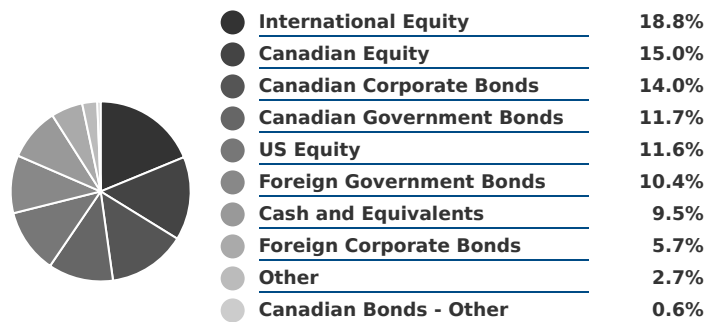 International Equity 18.8%
Canadian Equity 15.0%
Canadian Corporate Bonds 14.0%
Canadian Government Bonds 11.7%
US Equity 11.6%
Foreign Government Bonds 10.4%
Cash and Equivalents 9.5%
Foreign Corporate Bonds 5.7%
Other 2.7%
Canadian Bonds - Other 0.6%